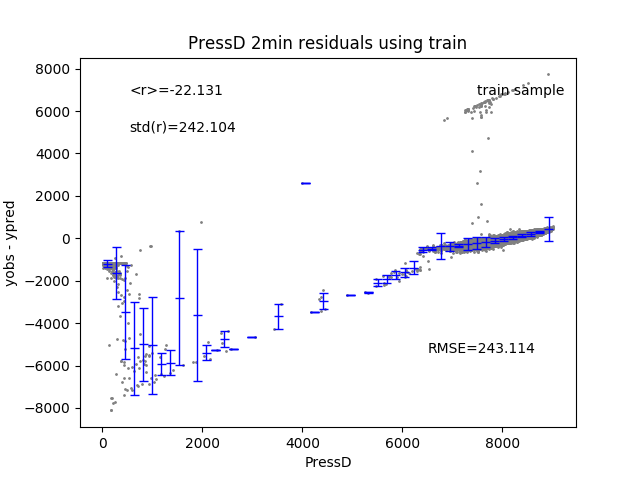 PressD 2min residuals using train
8000
<r>=-22.131
train sample
6000
std(r)=242.104
4000
2000
0
−2000
−4000
RMSE=243.114
−6000
−8000
yobs - ypred
0 2000 4000 6000 8000
PressD